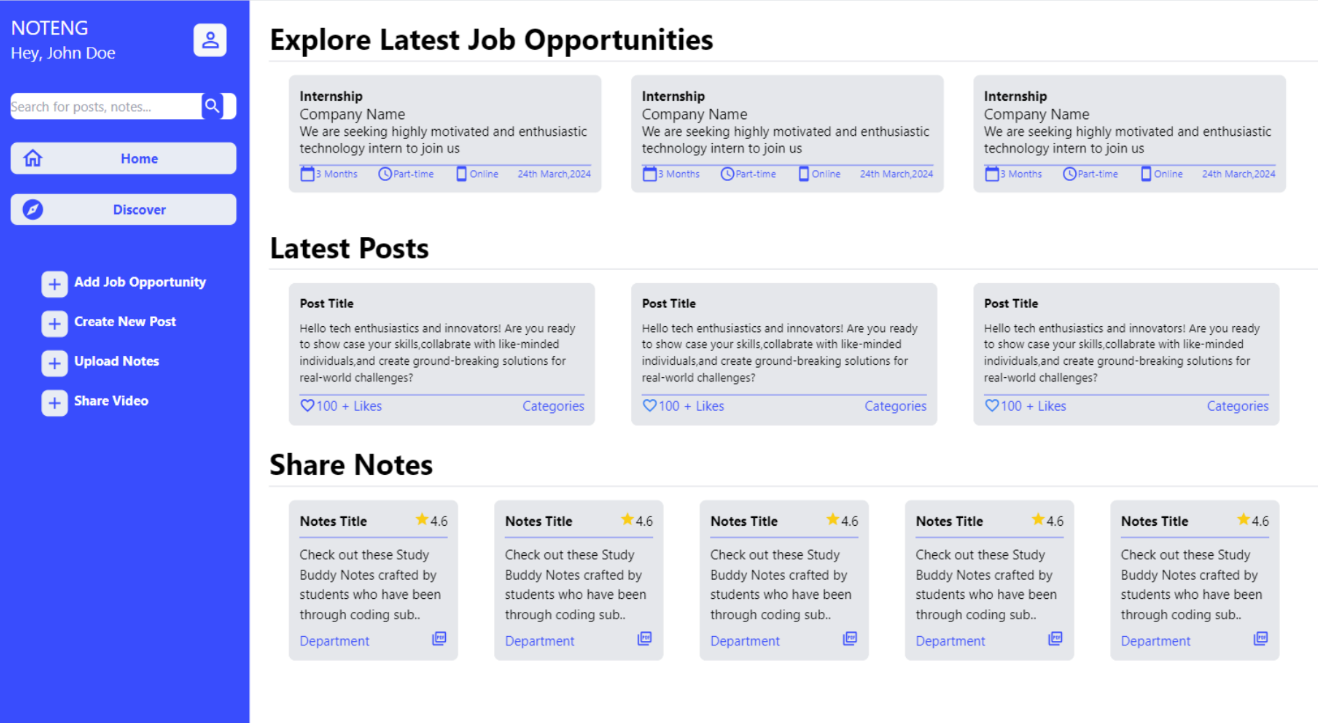 NOTENG
Hey, John Doe
Search for posts, notes...
Home
Discover
Add Job Opportunity
Create New Post
Upload Notes
Share Video
Explore Latest Job Opportunities
Internship
Company Name
We are seeking highly motivated and enthusiastic
technology intern to join us
3 Months Part-time Online 24th March,2024
Internship
Company Name
We are seeking highly motivated and enthusiastic
technology intern to join us
3 Months Part-time Online 24th March,2024
Internship
Company Name
We are seeking highly motivated and enthusiastic
technology intern to join us
3 Months Part-time Online 24th March,2024
Latest Posts
Post Title
Hello tech enthusiastics and innovators! Are you ready
to show case your skills,collabrate with like-minded
individuals,and create ground-breaking solutions for
real-world challenges?
100 + Likes Categories
Post Title
Hello tech enthusiastics and innovators! Are you ready
to show case your skills,collabrate with like-minded
individuals,and create ground-breaking solutions for
real-world challenges?
100 + Likes Categories
Post Title
Hello tech enthusiastics and innovators! Are you ready
to show case your skills,collabrate with like-minded
individuals,and create ground-breaking solutions for
real-world challenges?
100 + Likes Categories
Share Notes
Notes Title 4.6
Check out these Study
Buddy Notes crafted by
students who have been
through coding sub..
Department PDF
Notes Title 4.6
Check out these Study
Buddy Notes crafted by
students who have been
through coding sub..
Department PDF
Notes Title 4.6
Check out these Study
Buddy Notes crafted by
students who have been
through coding sub..
Department PDF
Notes Title 4.6
Check out these Study
Buddy Notes crafted by
students who have been
through coding sub..
Department PDF
Notes Title 4.6
Check out these Study
Buddy Notes crafted by
students who have been
through coding sub..
Department PDF